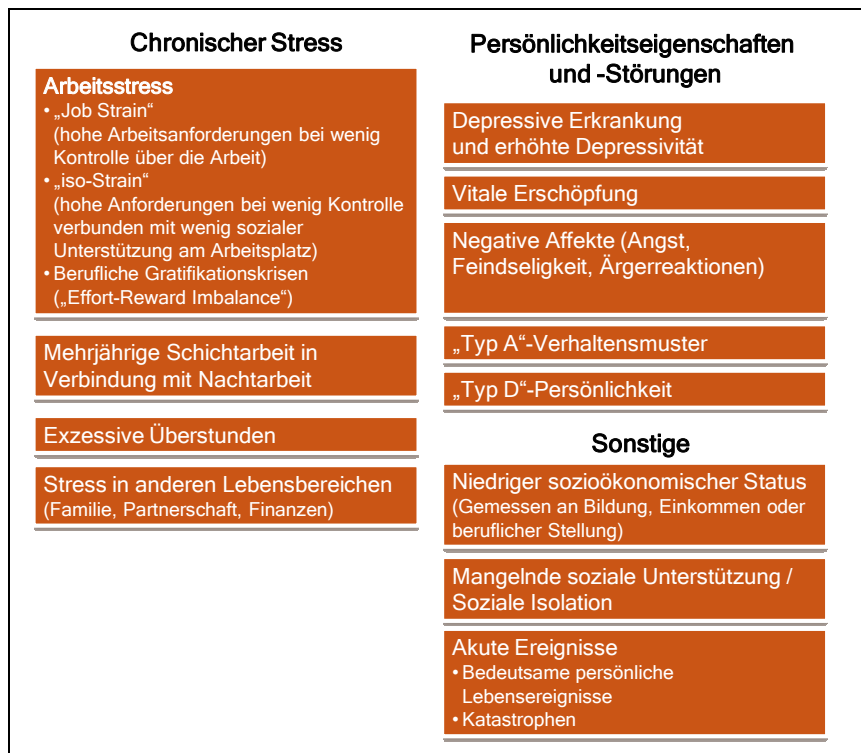 Chronischer Stress
Arbeitsstress
• „Job Strain“
(hohe Arbeitsanforderungen bei wenig
Kontrolle über die Arbeit)
• „iso-Strain“
(hohe Anforderungen bei wenig Kontrolle
verbunden mit wenig sozialer
Unterstützung am Arbeitsplatz)
• Berufliche Gratifikationskrisen
(„Effort-Reward Imbalance“)
Mehrjährige Schichtarbeit in
Verbindung mit Nachtarbeit
Exzessive Überstunden
Stress in anderen Lebensbereichen
(Familie, Partnerschaft, Finanzen)
Persönlichkeitseigenschaften
und -Störungen
Depressive Erkrankung
und erhöhte Depressivität
Vitale Erschöpfung
Negative Affekte (Angst,
Feindseligkeit, Ärgerreaktionen)
„Typ A“-Verhaltensmuster
„Typ D“-Persönlichkeit
Sonstige
Niedriger sozioökonomischer Status
(Gemessen an Bildung, Einkommen oder
beruflicher Stellung)
Mangelnde soziale Unterstützung /
Soziale Isolation
Akute Ereignisse
• Bedeutsame persönliche
Lebensereignisse
• Katastrophen